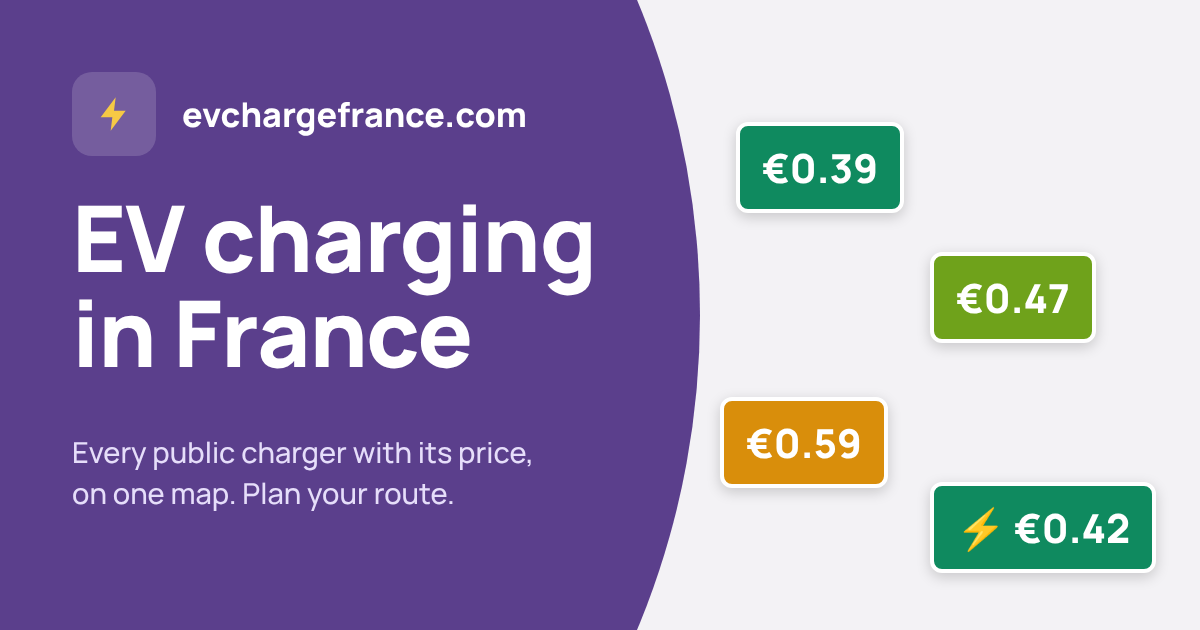 evchargefrance.com
EV charging
in France
Every public charger with its price,
on one map. Plan your route.
€0.39
€0.47
€0.59
⚡ €0.42